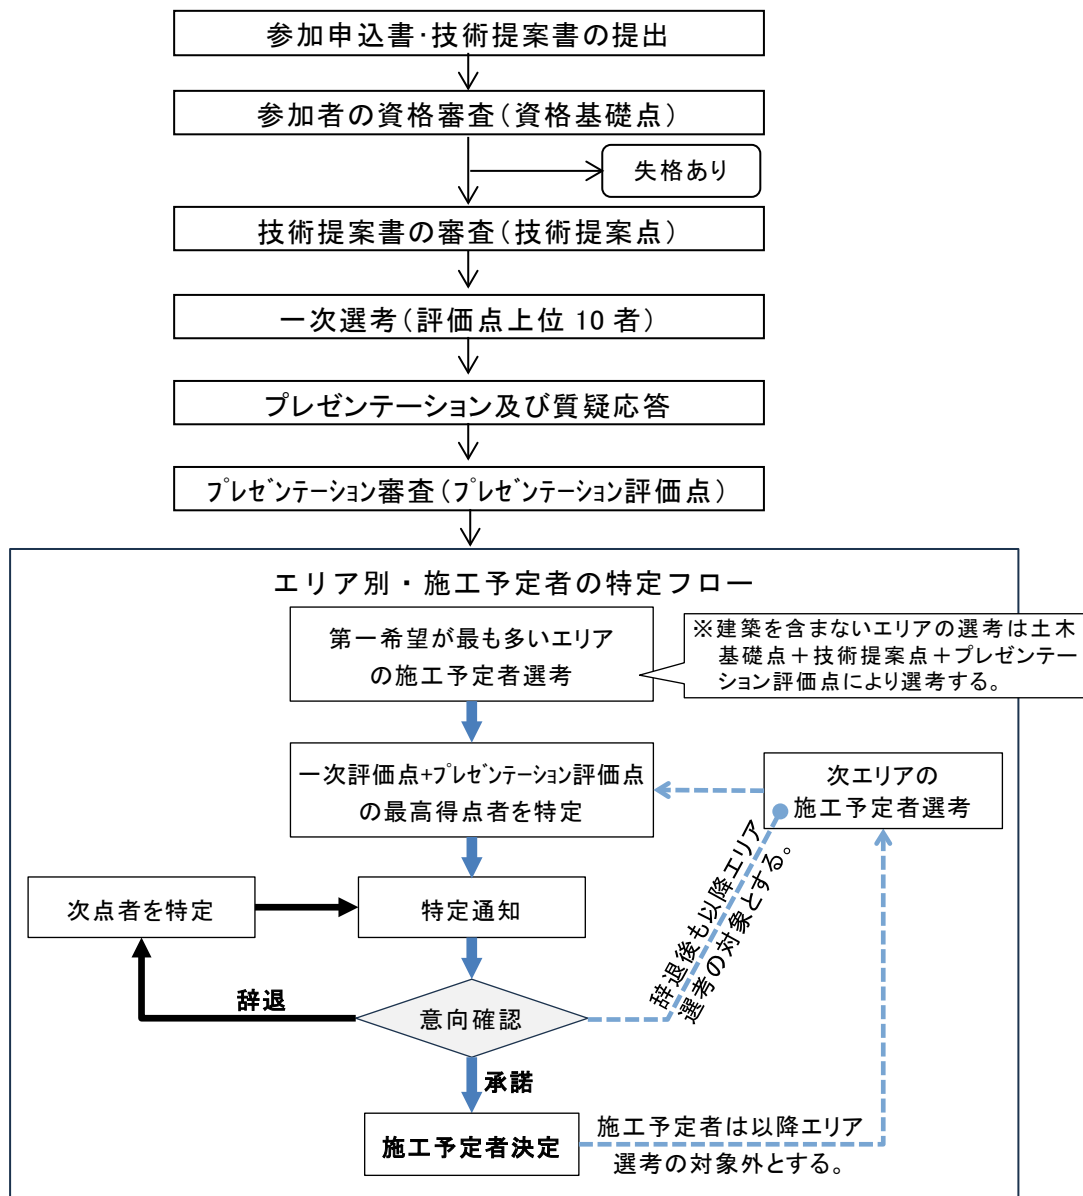 参加申込書・技術提案書の提出
参加者の資格審査(資格基礎点)
失格あり
技術提案書の審査(技術提案点)
一次選考(評価点上位 10 者)
プレゼンテーション及び質疑応答
ﾌﾟﾚｾﾞﾝﾃｰｼｮﾝ審査(ﾌﾟﾚｾﾞﾝﾃｰｼｮﾝ評価点)
エリア別・施工予定者の特定フロー
第一希望が最も多いエリア
の施工予定者選考
※建築を含まないエリアの選考は土木
基礎点＋技術提案点＋プレゼンテー
ション評価点により選考する。
一次評価点+ﾌﾟﾚｾﾞﾝﾃｰｼｮﾝ評価点
の最高得点者を特定
次エリアの
施工予定者選考
辞退後も以降エリア
選考の対象とする。
次点者を特定
特定通知
辞退
意向確認
承諾
施工予定者決定
施工予定者は以降エリア
選考の対象外とする。